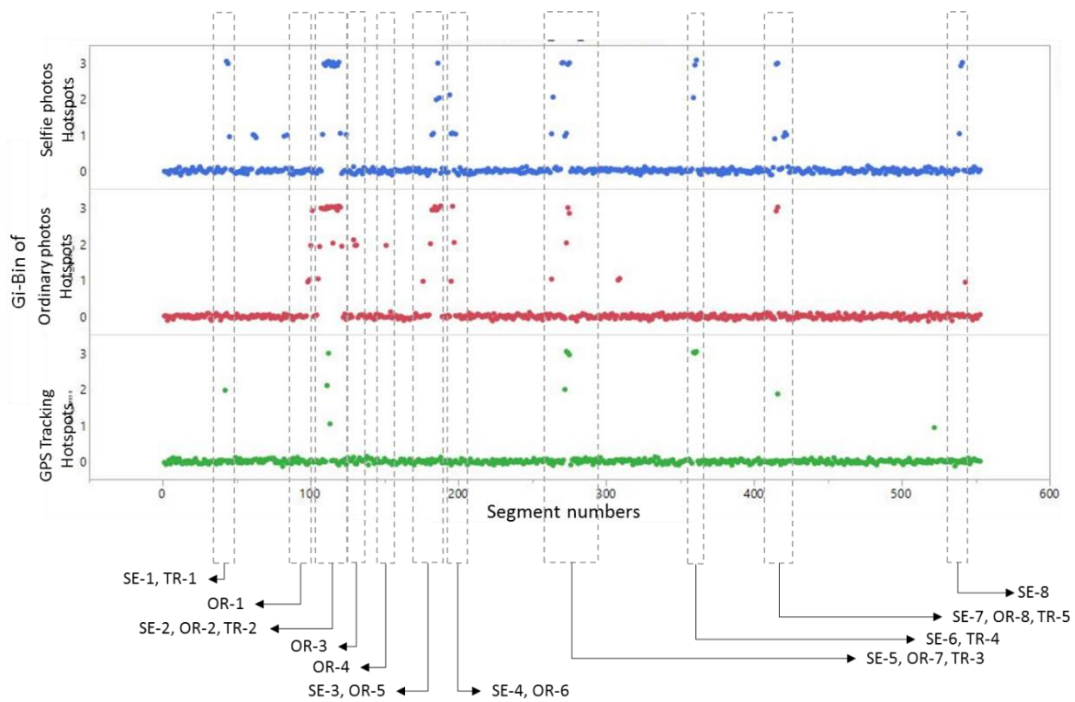 Gi-Bin of
Selfie photos
Hotspots
3
2
1
0
Ordinary photos
Hotspots
3
2
1
0
GPS Tracking
Hotspots
3
2
1
0
0 100 200 300 400 500 600
Segment numbers
SE-1, TR-1
OR-1
SE-2, OR-2, TR-2
OR-3
OR-4
SE-3, OR-5
SE-4, OR-6
SE-8
SE-7, OR-8, TR-5
SE-6, TR-4
SE-5, OR-7, TR-3